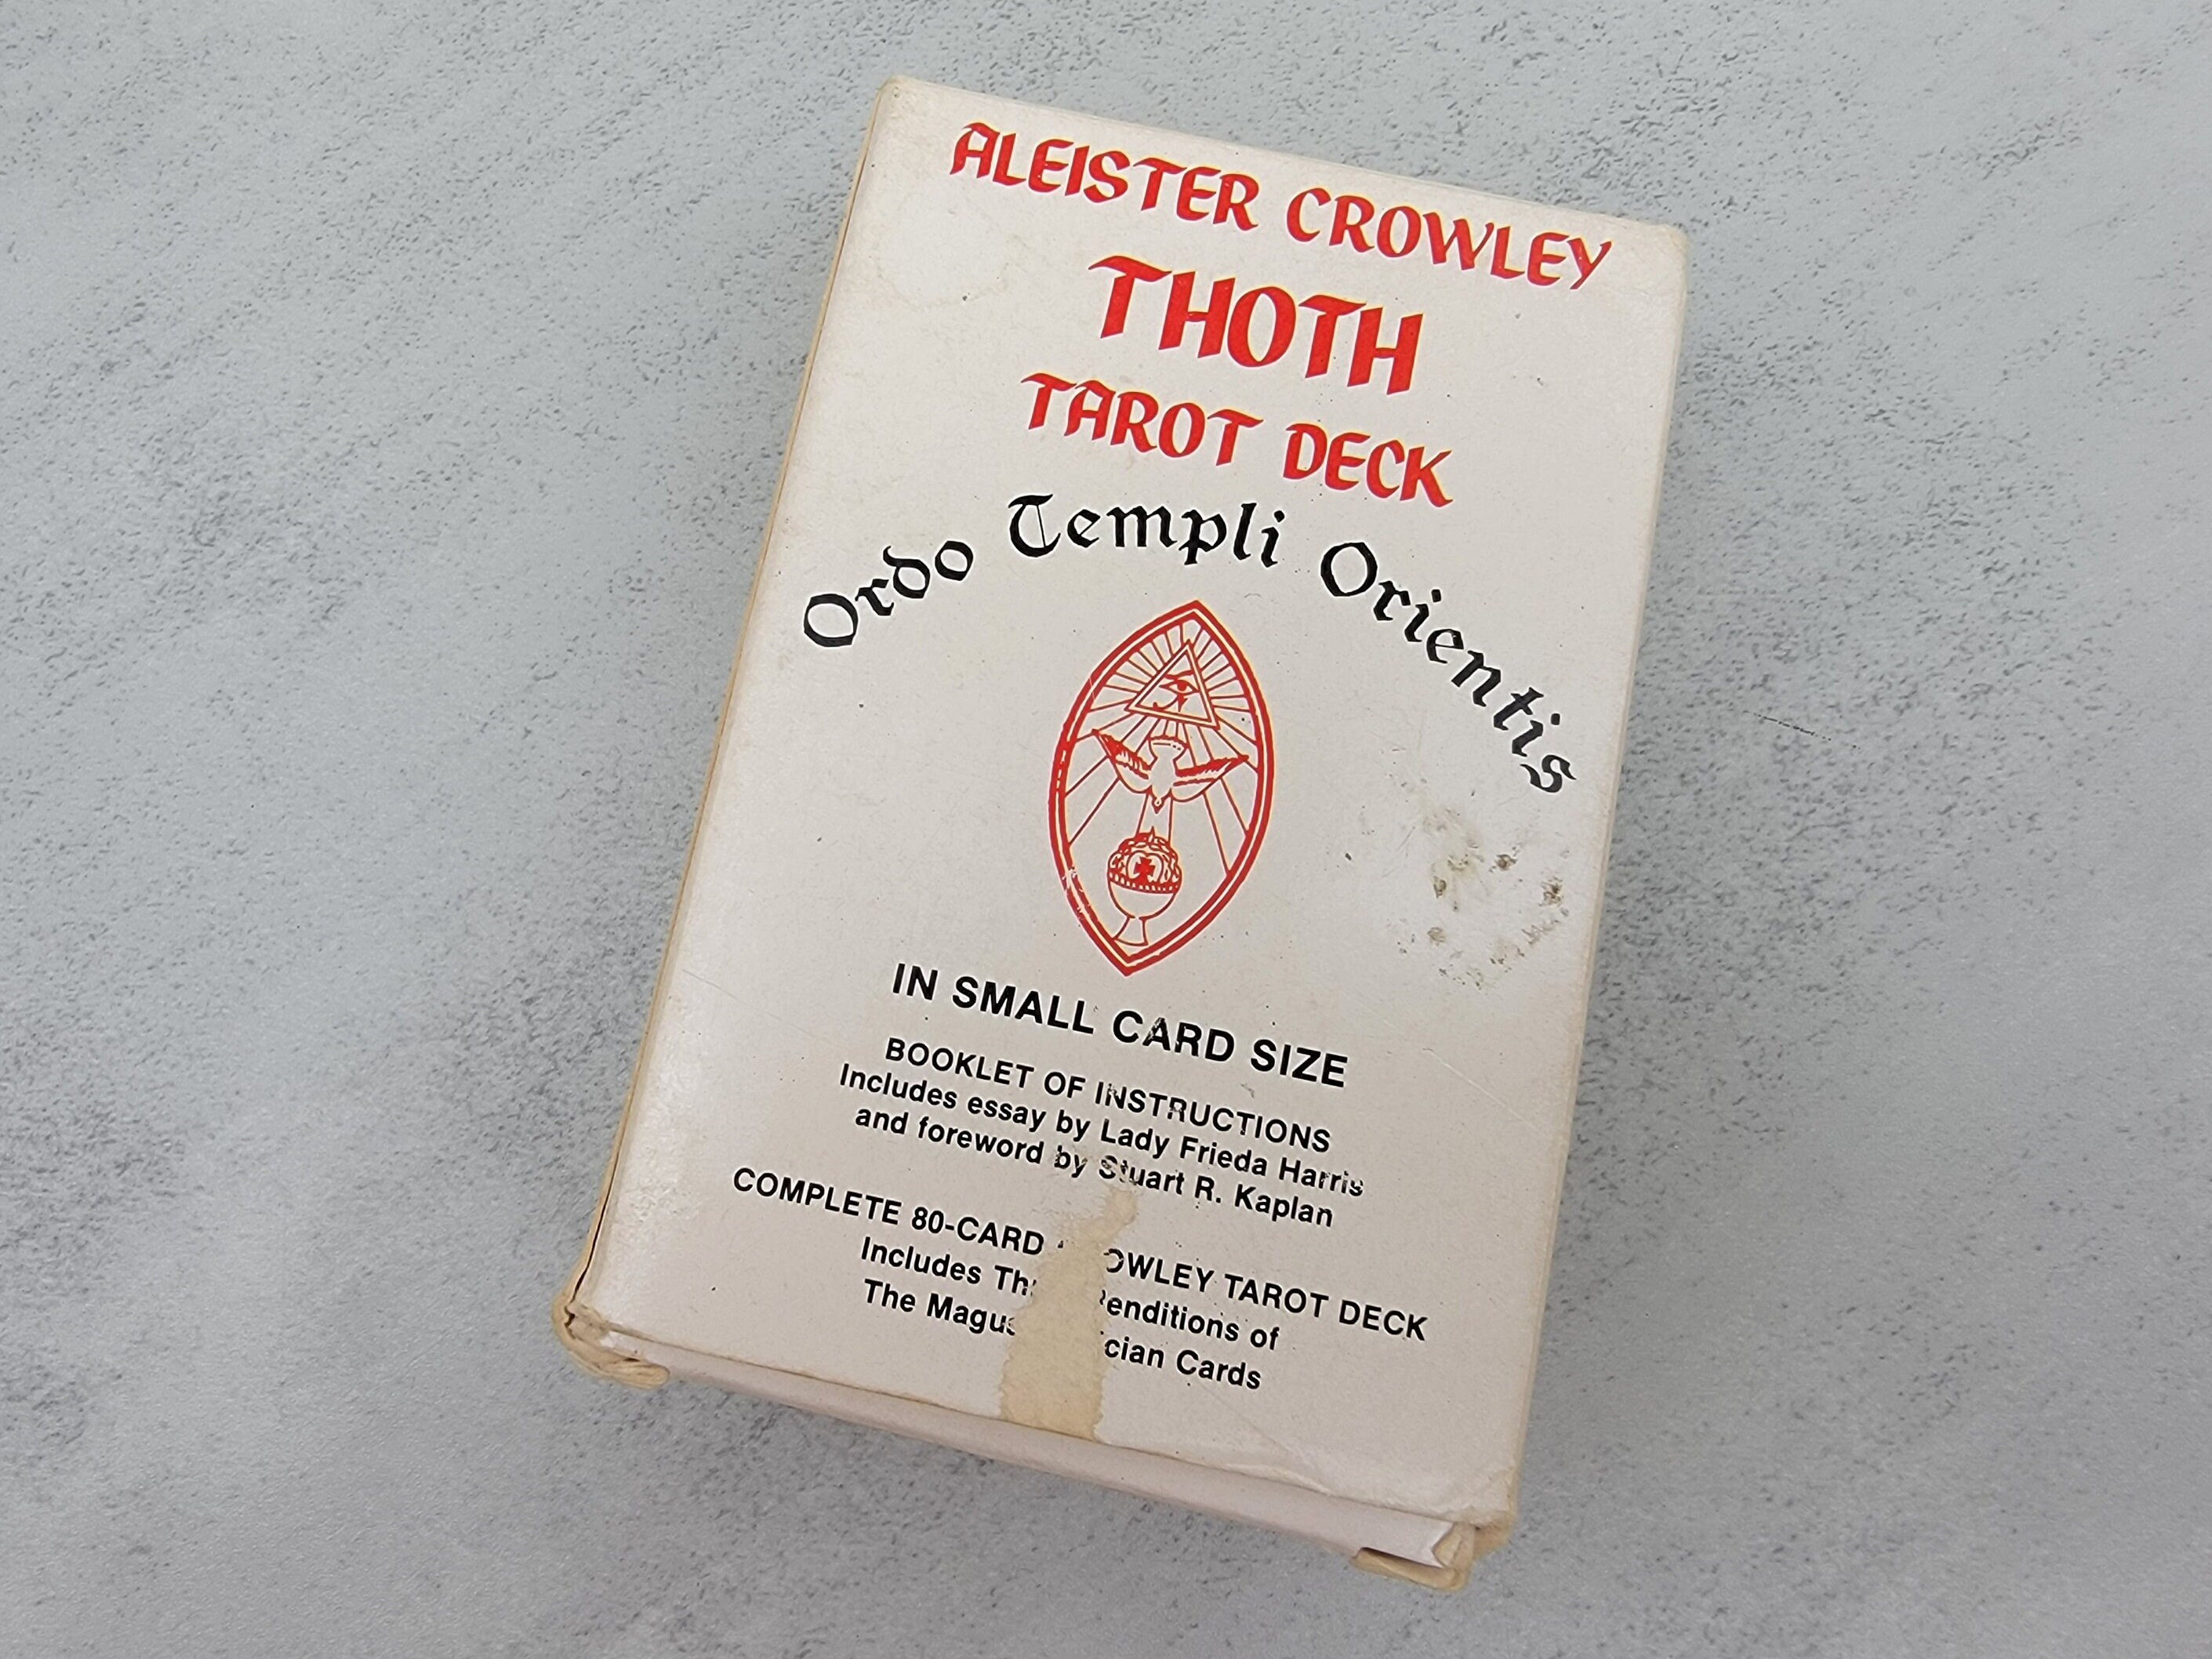 ALEISTER CROWLEY
THOTH
TAROT DECK
Ordo Templi Orientis
IN SMALL CARD SIZE
BOOKLET OF INSTRUCTIONS
Includes essay by Lady Frieda Harris
and foreword by Stuart R. Kaplan
COMPLETE 80-CARD CROWLEY TAROT DECK
Includes Renditions of
The Magus Cards